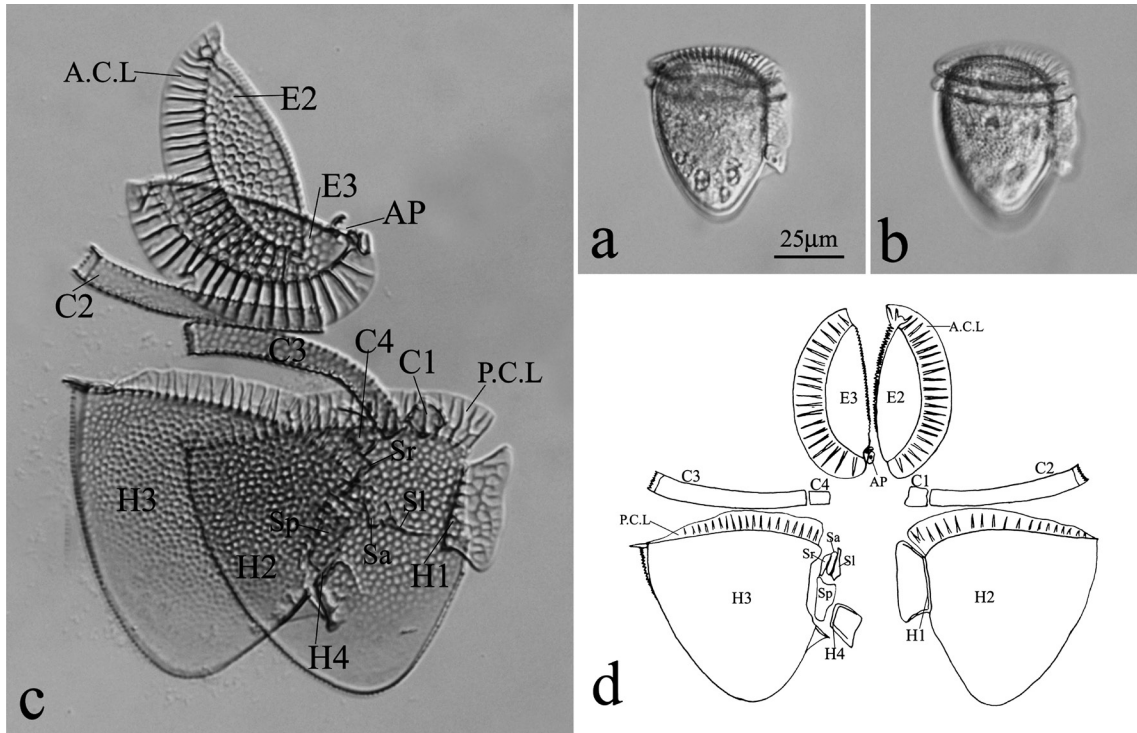 A.C.L
E2
E3
AP
C2
C3
C4
C1
P.C.L
Sr
H3
Sl
Sp
Sa
H2
H1
H4
c
a
25μm
b
A.C.L
E3
E2
AP
C3
C4
C1
C2
P.C.L
Sa
Sr
Sl
Sp
H3
H2
H1
H4
d